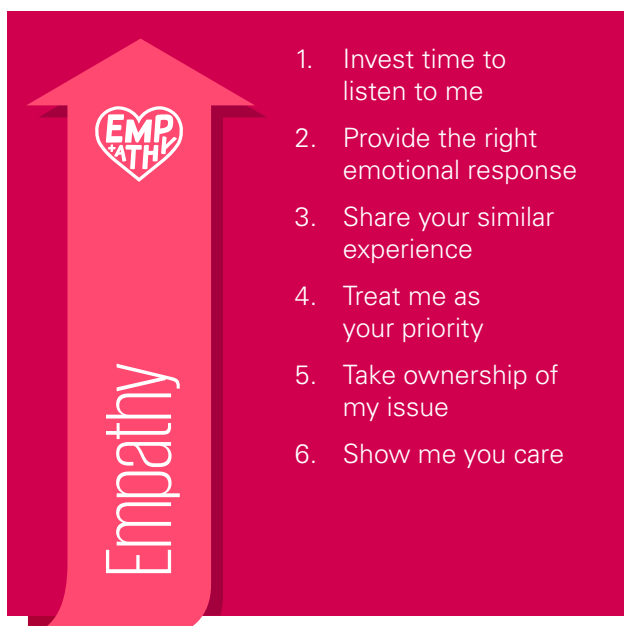 EMP
+ATHY
Empathy
1. Invest time to
listen to me
2. Provide the right
emotional response
3. Share your similar
experience
4. Treat me as
your priority
5. Take ownership of
my issue
6. Show me you care